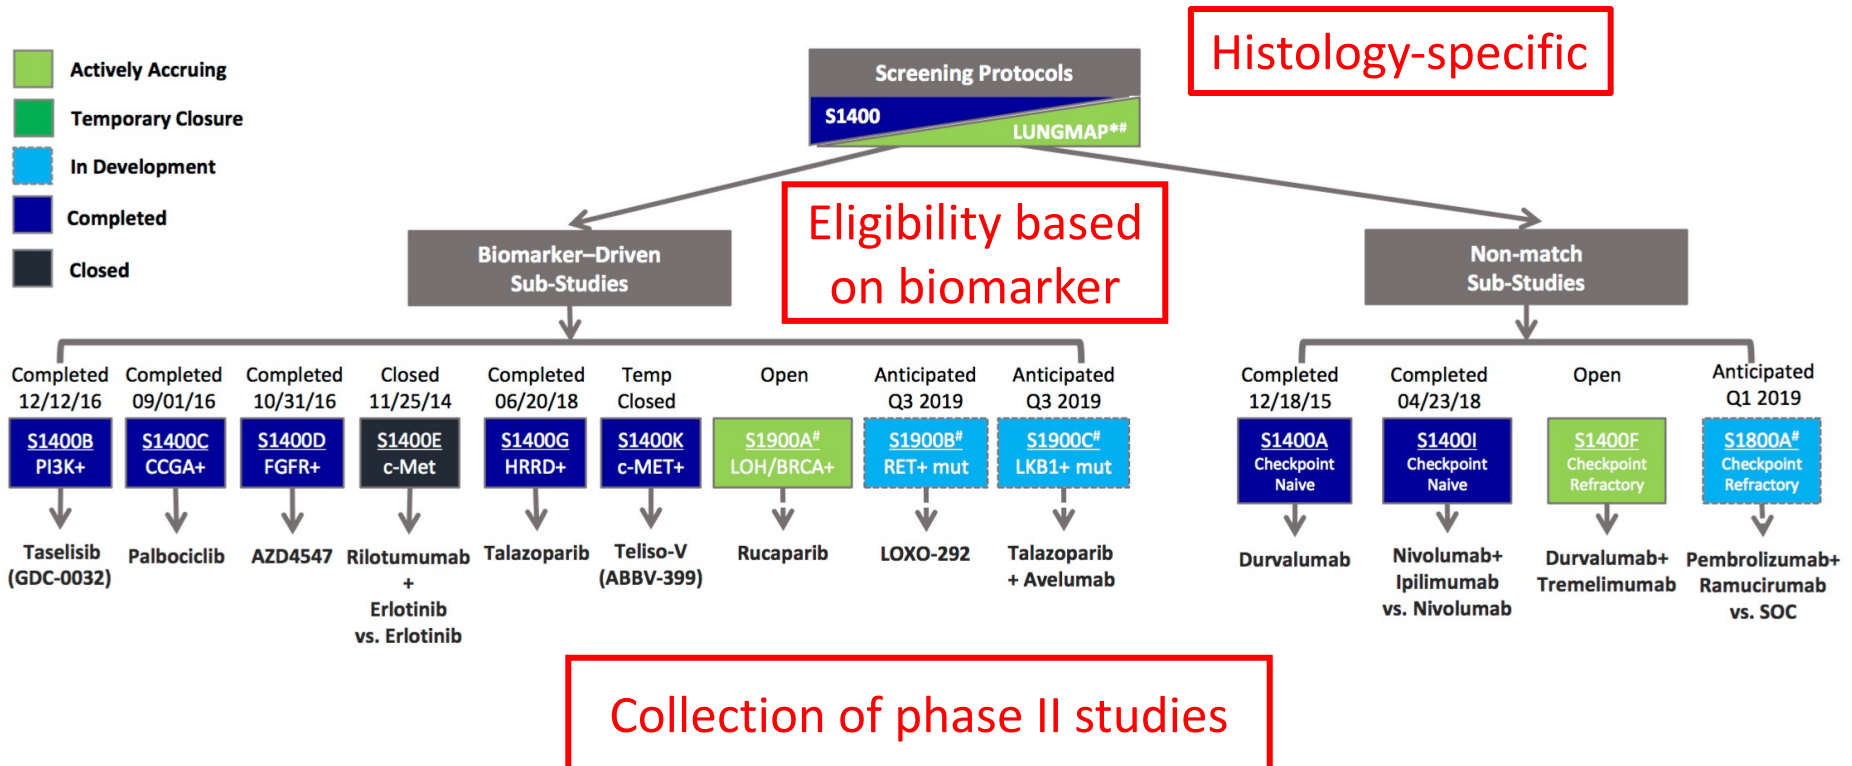 Histology-specific
Actively Accruing
Temporary Closure
In Development
Completed
Closed
Screening Protocols
S1400
LUNGMAP*#
Eligibility based
on biomarker
Biomarker–Driven
Sub-Studies
Non-match
Sub-Studies
Completed
12/12/16
S1400B
PI3K+
Taselisib
(GDC-0032)
Completed
09/01/16
S1400C
CCGA+
Palbociclib
Completed
10/31/16
S1400D
FGFR+
AZD4547
Closed
11/25/14
S1400E
c-Met
Rilotumumab
+
Erlotinib
vs. Erlotinib
Completed
06/20/18
S1400G
HRRD+
Talazoparib
Temp
Closed
S1400K
c-MET+
Teliso-V
(ABBV-399)
Open
S1900A#
LOH/BRCA+
Rucaparib
Anticipated
Q3 2019
S1900B#
RET+ mut
LOXO-292
Anticipated
Q3 2019
S1900C#
LKB1+ mut
Talazoparib
+ Avelumab
Completed
12/18/15
S1400A
Checkpoint
Naive
Durvalumab
Completed
04/23/18
S1400I
Checkpoint
Naive
Nivolumab+
Ipilimumab
vs. Nivolumab
Open
S1400F
Checkpoint
Refractory
Durvalumab+
Tremelimumab
Anticipated
Q1 2019
S1800A#
Checkpoint
Refractory
Pembrolizumab+
Ramucirumab
vs. SOC
Collection of phase II studies